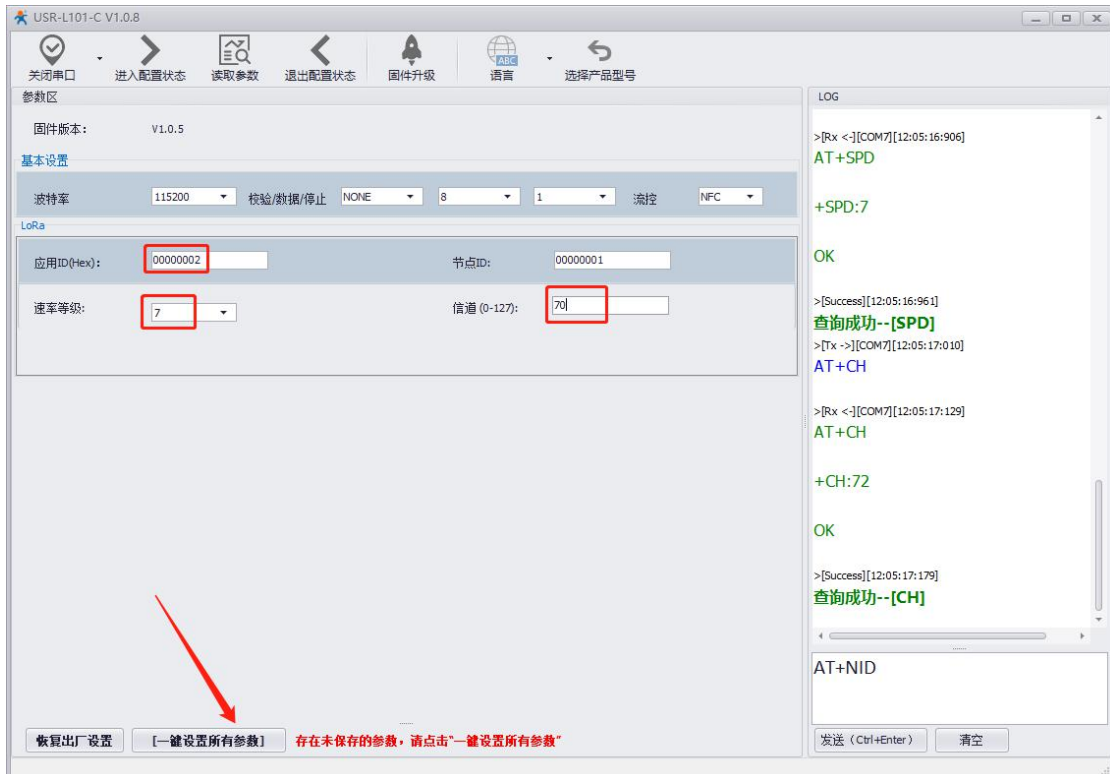 USR-L101-C V1.0.8
关闭串口 进入配置状态 读取参数 退出配置状态 固件升级 语言 选择产品型号
ABC
参数区
固件版本: V1.0.5
基本设置
波特率 115200 校验/数据/停止 NONE 8 1 流控 NFC
LoRa
应用ID(Hex): 00000002 节点ID: 00000001
速率等级: 7 信道(0-127): 70
恢复出厂设置 [一键设置所有参数] 存在未保存的参数，请点击“一键设置所有参数”
LOG
>[Rx <-][COM7][12:05:16:906]
AT+SPD
+SPD:7
OK
>[Success][12:05:16:961]
查询成功--[SPD]
>[Tx ->][COM7][12:05:17:010]
AT+CH
>[Rx <-][COM7][12:05:17:129]
AT+CH
+CH:72
OK
>[Success][12:05:17:179]
查询成功--[CH]
AT+NID
发送（Ctrl+Enter） 清空